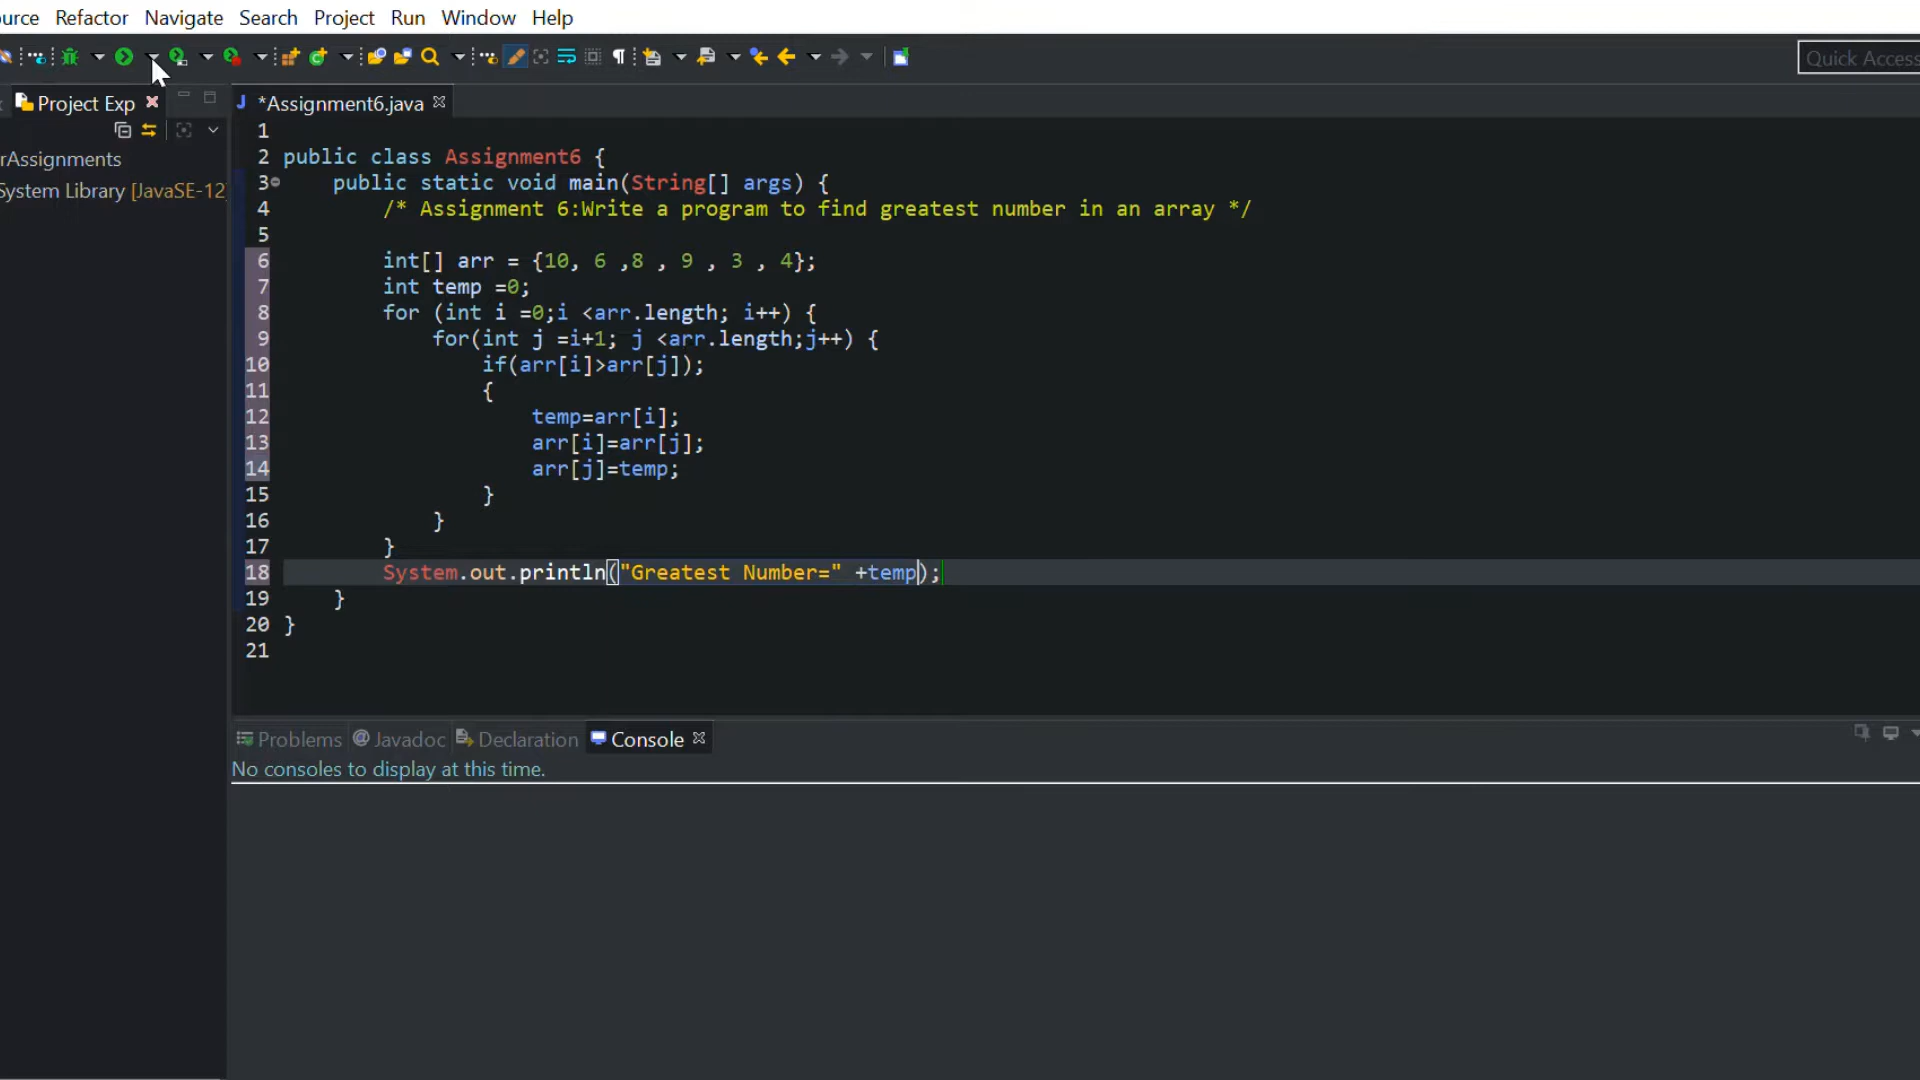 urce Refactor Navigate Search Project Run Window Help
Quick Access
Project Exp
*Assignment6.java
rAssignments
System Library [JavaSE-12]
1
2 public class Assignment6 {
3 public static void main(String[] args) {
4 /* Assignment 6:Write a program to find greatest number in an array */
5
6 int[] arr = {10, 6 ,8 , 9 , 3 , 4};
7 int temp =0;
8 for (int i =0;i <arr.length; i++) {
9 for(int j =i+1; j <arr.length;j++) {
10 if(arr[i]>arr[j]);
11 {
12 temp=arr[i];
13 arr[i]=arr[j];
14 arr[j]=temp;
15 }
16 }
17 }
18 System.out.println("Greatest Number=" +temp);
19 }
20 }
21
Problems @ Javadoc Declaration Console
No consoles to display at this time.